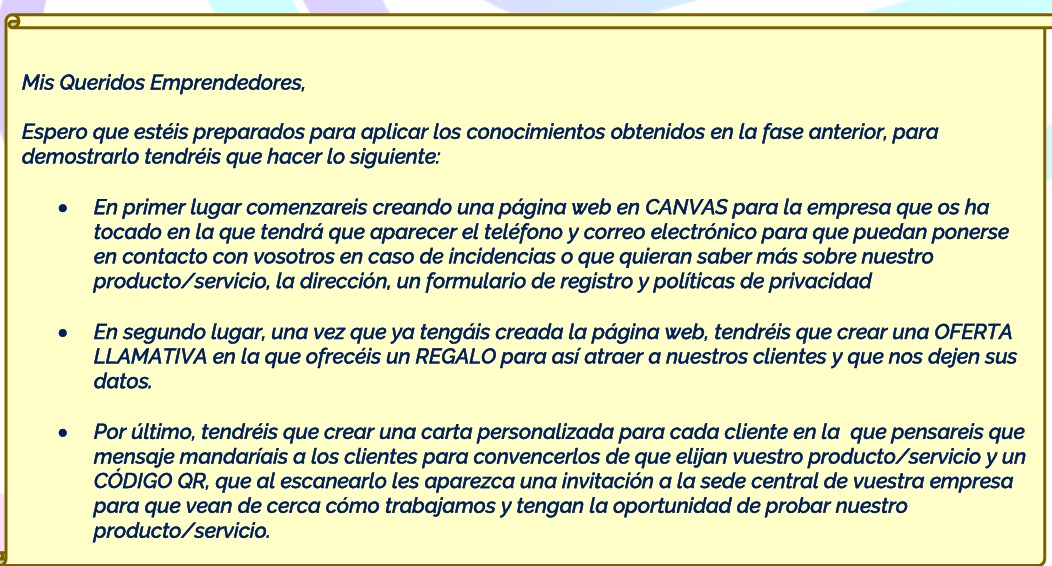 Mis Queridos Emprendedores,
Espero que estéis preparados para aplicar los conocimientos obtenidos en la fase anterior, para
demostrarlo tendréis que hacer lo siguiente:
• En primer lugar comenzareis creando una página web en CANVAS para la empresa que os ha
tocado en la que tendrá que aparecer el teléfono y correo electrónico para que puedan ponerse
en contacto con vosotros en caso de incidencias o que quieran saber más sobre nuestro
producto/servicio, la dirección, un formulario de registro y políticas de privacidad
• En segundo lugar, una vez que ya tengáis creada la página web, tendréis que crear una OFERTA
LLAMATIVA en la que ofrecéis un REGALO para así atraer a nuestros clientes y que nos dejen sus
datos.
• Por último, tendréis que crear una carta personalizada para cada cliente en la  que pensareis que
mensaje mandaríais a los clientes para convencerlos de que elijan vuestro producto/servicio y un
CÓDIGO QR, que al escanearlo les aparezca una invitación a la sede central de vuestra empresa
para que vean de cerca cómo trabajamos y tengan la oportunidad de probar nuestro
producto/servicio.